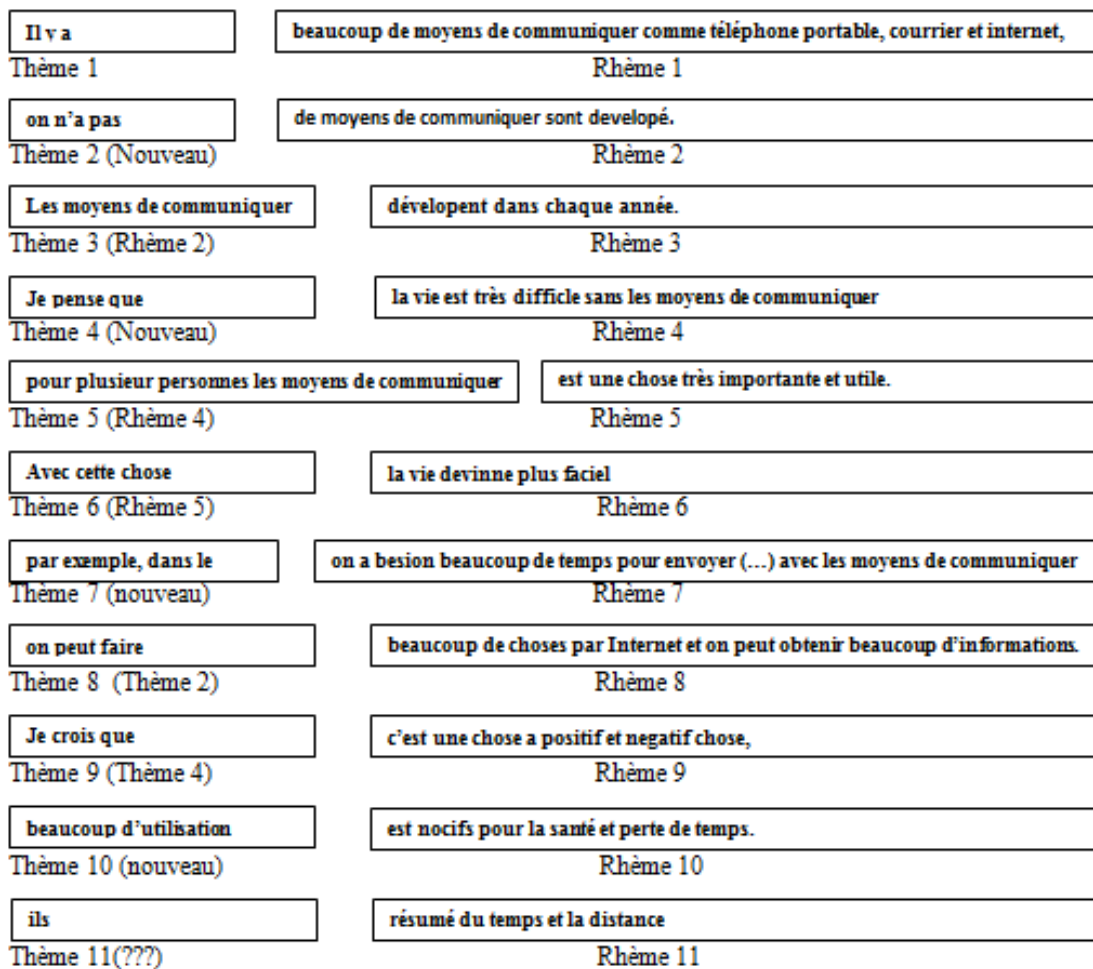 Il y a beaucoup de moyens de communiquer comme téléphone portable, courrier et internet,
Thème 1 Rhème 1
on n'a pas de moyens de communiquer sont developé.
Thème 2 (Nouveau) Rhème 2
Les moyens de communiquer dévelopent dans chaque année.
Thème 3 (Rhème 2) Rhème 3
Je pense que la vie est très difficle sans les moyens de communiquer
Thème 4 (Nouveau) Rhème 4
pour plusieur personnes les moyens de communiquer est une chose très importante et utile.
Thème 5 (Rhème 4) Rhème 5
Avec cette chose la vie devinne plus faciel
Thème 6 (Rhème 5) Rhème 6
par exemple, dans le on a besion beaucoup de temps pour envoyer (…) avec les moyens de communiquer
Thème 7 (nouveau) Rhème 7
on peut faire beaucoup de choses par Internet et on peut obtenir beaucoup d'informations.
Thème 8 (Thème 2) Rhème 8
Je crois que c'est une chose a positif et negatif chose,
Thème 9 (Thème 4) Rhème 9
beaucoup d'utilisation est nocifs pour la santé et perte de temps.
Thème 10 (nouveau) Rhème 10
ils résumé du temps et la distance
Thème 11(???) Rhème 11